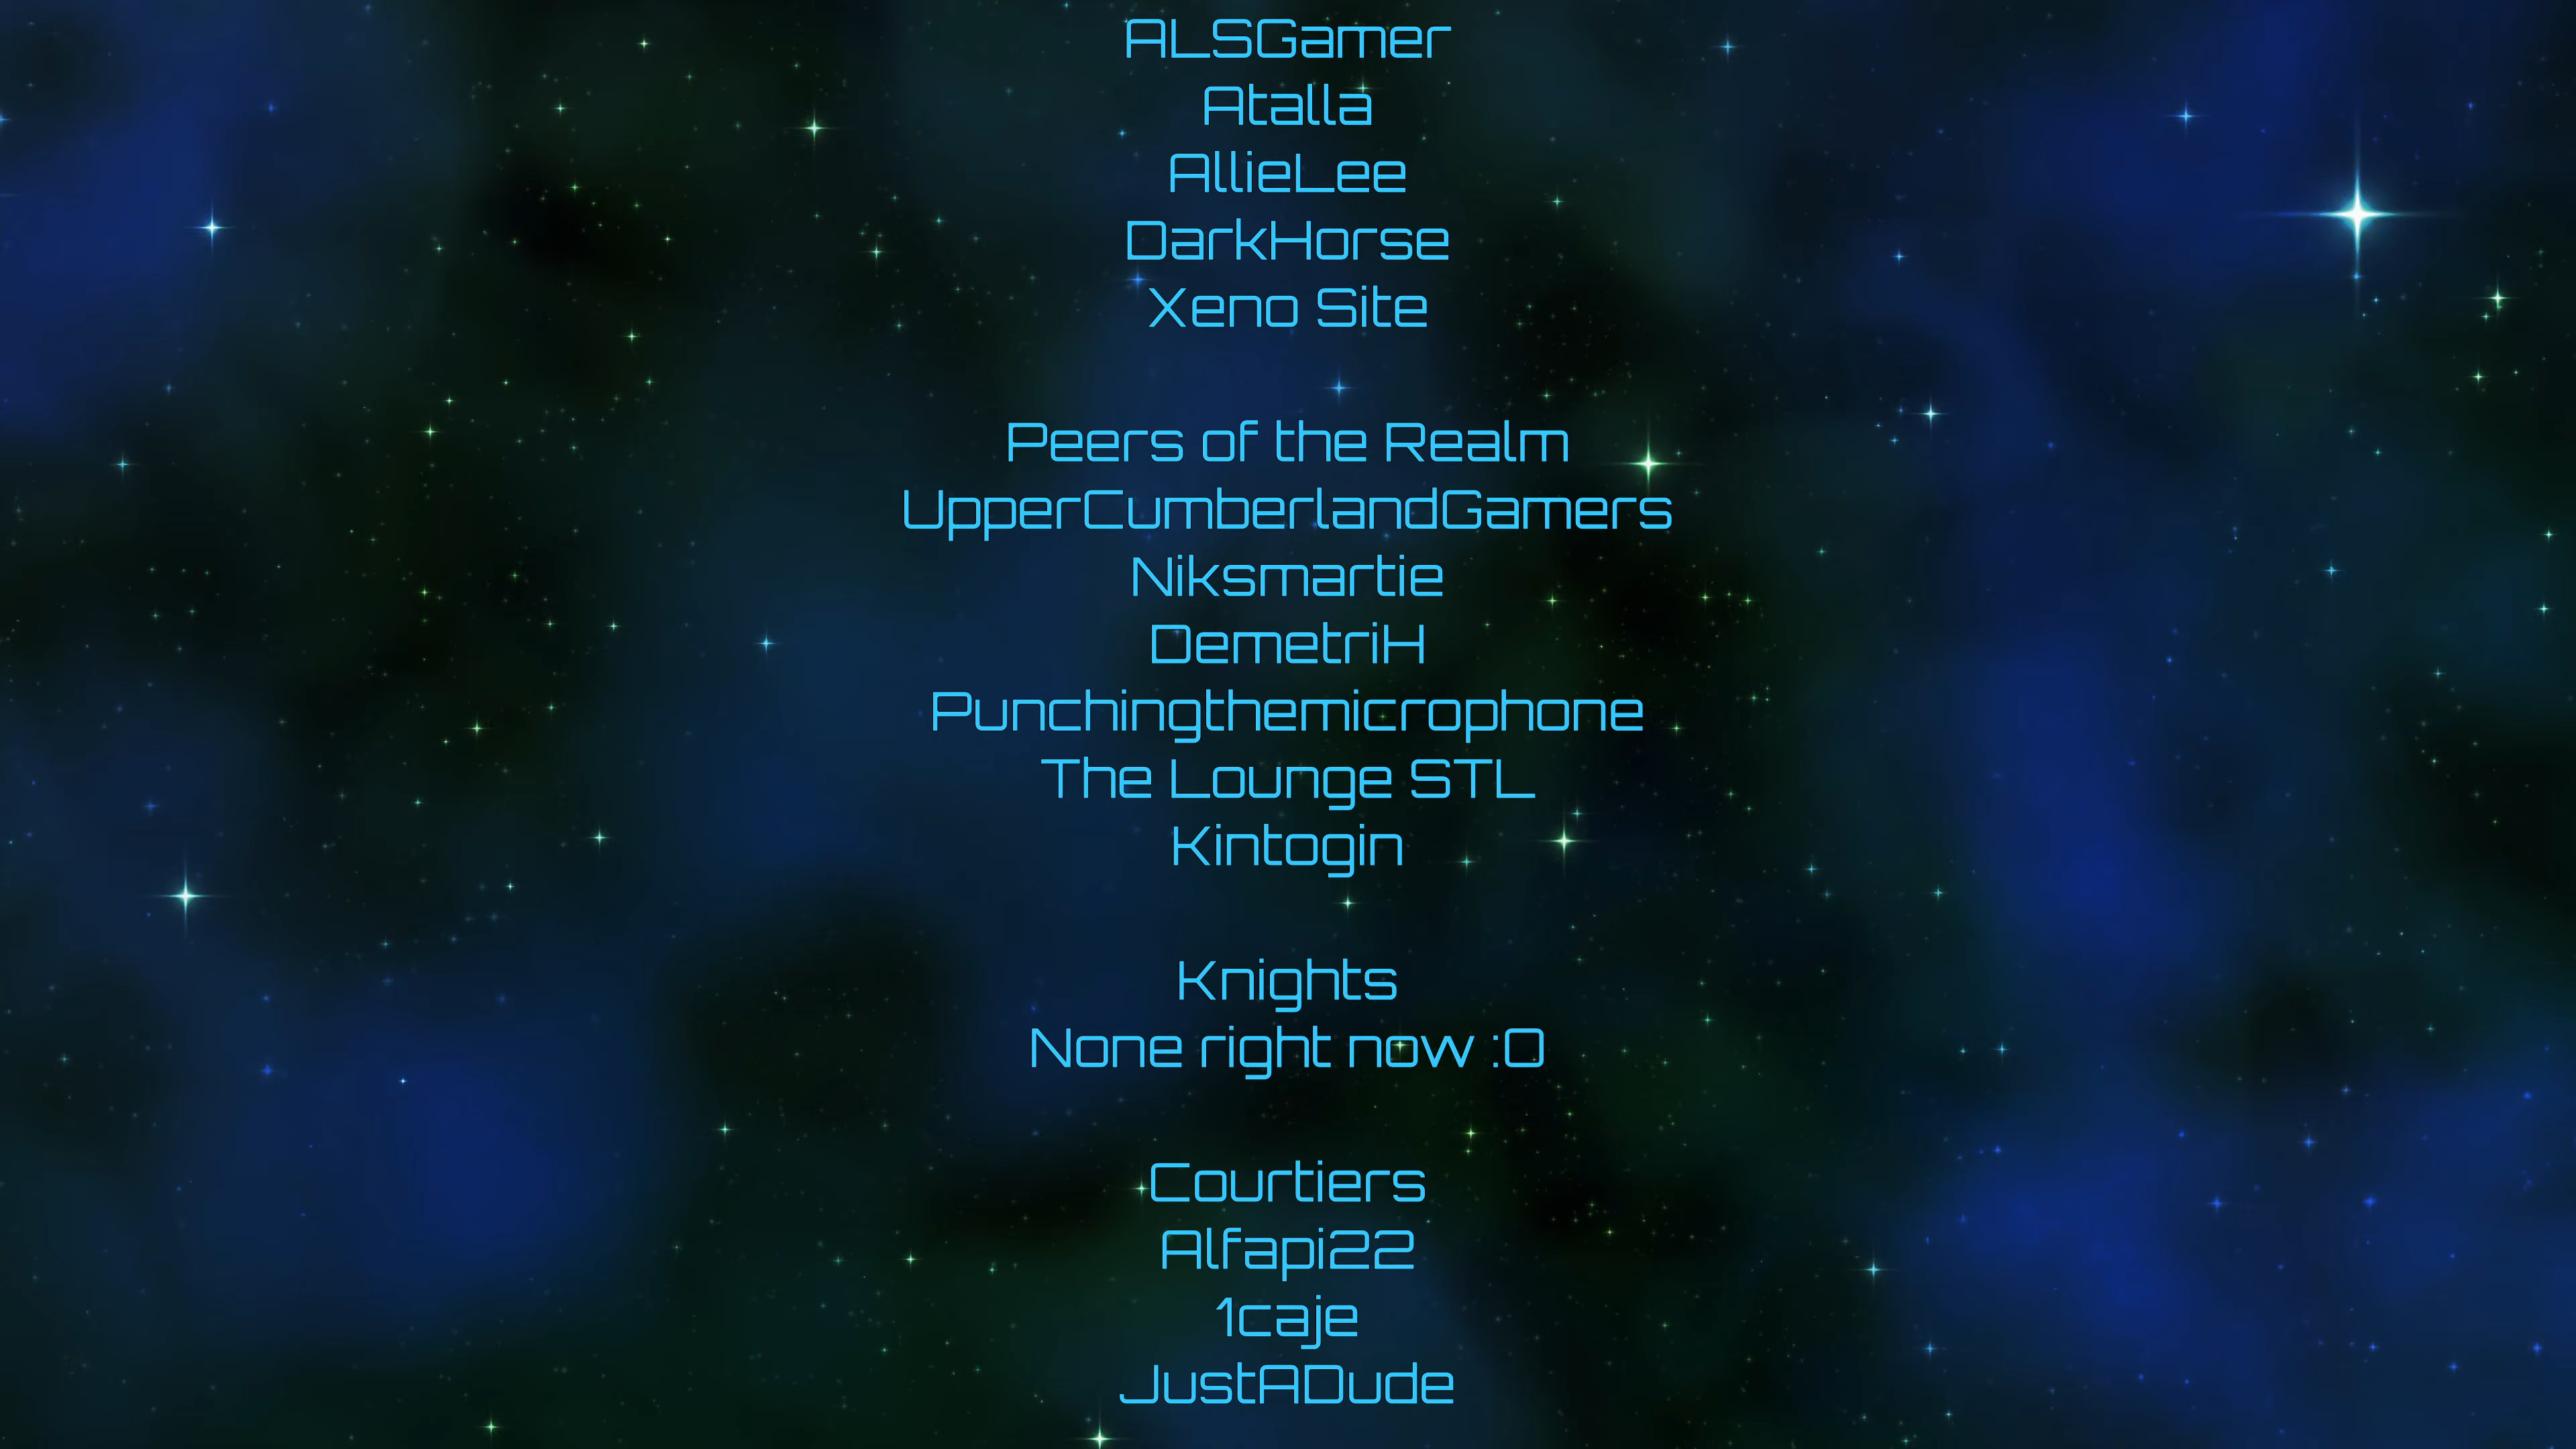 ALSGamer
Atalla
AllieLee
DarkHorse
Xeno Site
Peers of the Realm
UpperCumberlandGamers
Niksmartie
DemetriH
Punchingthemicrophone
The Lounge STL
Kintogin
Knights
None right now :O
Courtiers
Alfapi22
1caje
JustADude